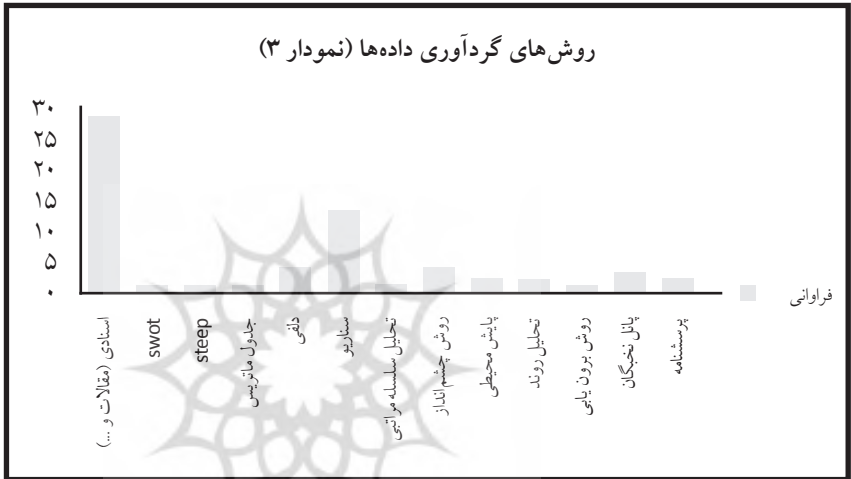 روش‌های گردآوری داده‌ها (نمودار ۳)
۳۰
۲۵
۲۰
۱۵
۱۰
۵
۰
اسنادی (مقالات و ...)
swot
steep
جدول ماتریس
دلفی
سناریو
تحلیل سلسله مراتبی
روش چشم‌انداز
پایش محیطی
تحلیل روند
روش برون یابی
پانل نخبگان
پرسشنامه
فراوانی